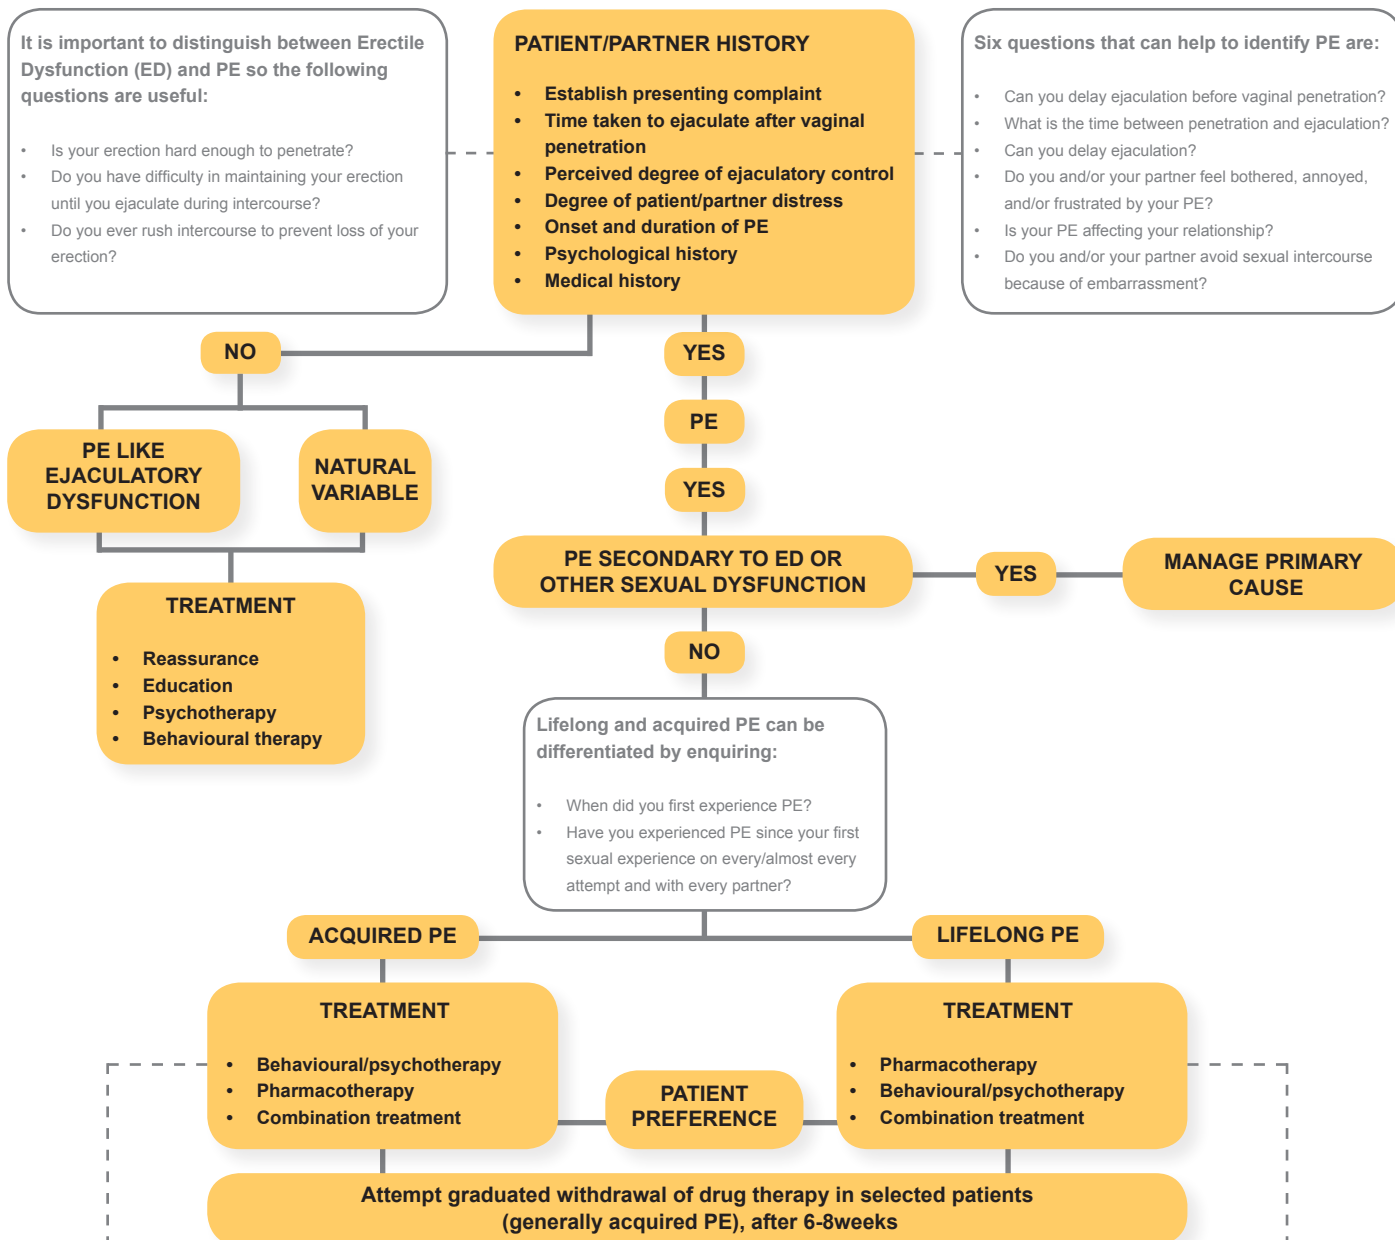 It is important to distinguish between Erectile
Dysfunction (ED) and PE so the following
questions are useful:
• Is your erection hard enough to penetrate?
• Do you have difficulty in maintaining your erection
until you ejaculate during intercourse?
• Do you ever rush intercourse to prevent loss of your
erection?
PATIENT/PARTNER HISTORY
• Establish presenting complaint
• Time taken to ejaculate after vaginal
penetration
• Perceived degree of ejaculatory control
• Degree of patient/partner distress
• Onset and duration of PE
• Psychological history
• Medical history
Six questions that can help to identify PE are:
• Can you delay ejaculation before vaginal penetration?
• What is the time between penetration and ejaculation?
• Can you delay ejaculation?
• Do you and/or your partner feel bothered, annoyed,
and/or frustrated by your PE?
• Is your PE affecting your relationship?
• Do you and/or your partner avoid sexual intercourse
because of embarrassment?
NO
YES
PE
YES
PE LIKE
EJACULATORY
DYSFUNCTION
NATURAL
VARIABLE
TREATMENT
• Reassurance
• Education
• Psychotherapy
• Behavioural therapy
PE SECONDARY TO ED OR
OTHER SEXUAL DYSFUNCTION
YES
MANAGE PRIMARY
CAUSE
NO
Lifelong and acquired PE can be
differentiated by enquiring:
• When did you first experience PE?
• Have you experienced PE since your first
sexual experience on every/almost every
attempt and with every partner?
ACQUIRED PE
LIFELONG PE
TREATMENT
• Behavioural/psychotherapy
• Pharmacotherapy
• Combination treatment
PATIENT
PREFERENCE
TREATMENT
• Pharmacotherapy
• Behavioural/psychotherapy
• Combination treatment
Attempt graduated withdrawal of drug therapy in selected patients
(generally acquired PE), after 6-8weeks